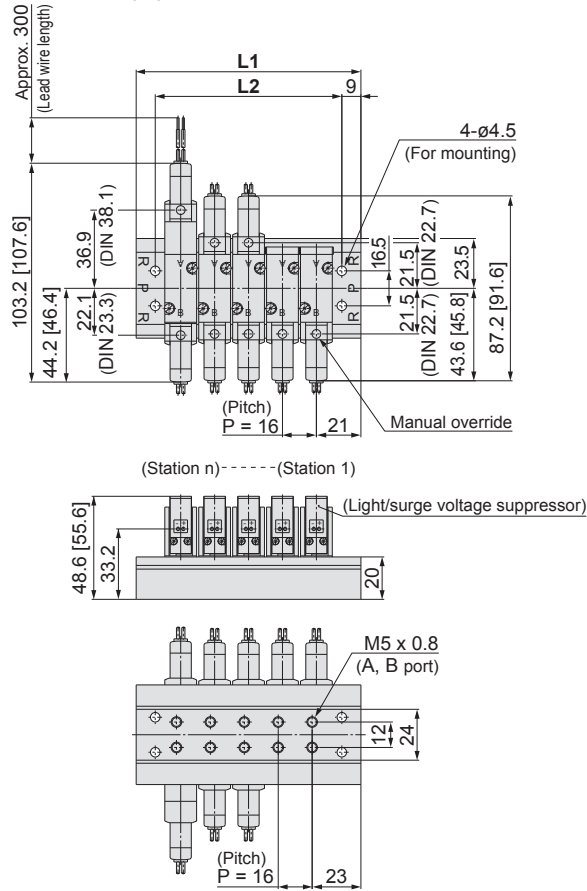 L1
L2
9
Approx. 300
(Lead wire length)
4-ø4.5
(For mounting)
103.2 [107.6]
36.9
(DIN 38.1)
44.2 [46.4]
22.1
(DIN 23.3)
16.5
21.5
(DIN 22.7)
23.5
21.5
(DIN 22.7)
43.6 [45.8]
87.2 [91.6]
R
P
R
R
P
R
B
B
(Pitch)
P = 16
21
Manual override
(Station n)------(Station 1)
(Light/surge voltage suppressor)
48.6 [55.6]
33.2
20
M5 x 0.8
(A, B port)
12
24
(Pitch)
P = 16
23